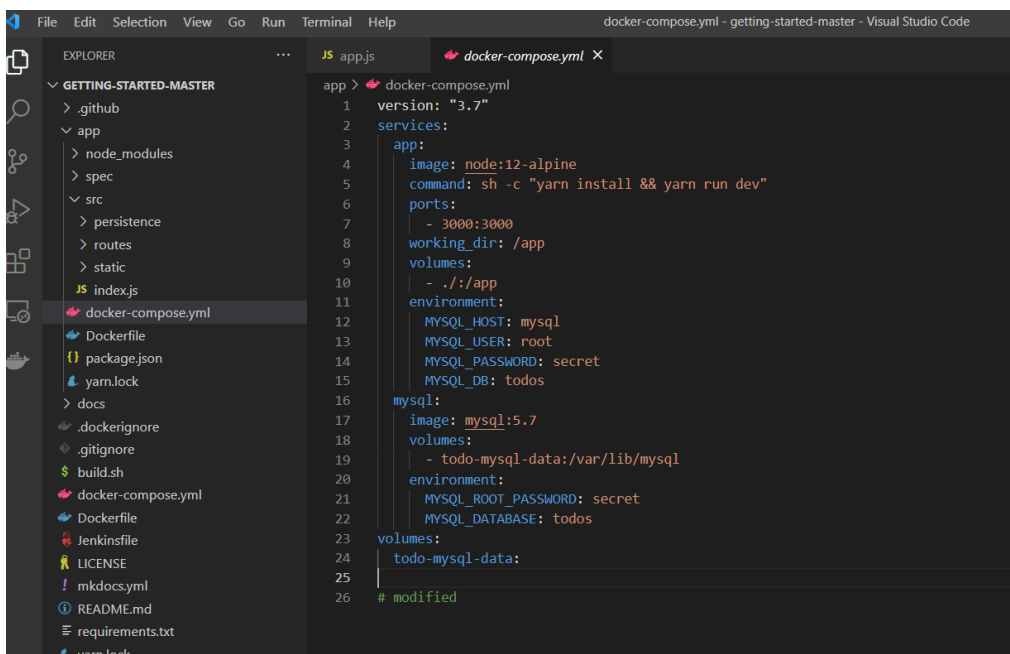 File Edit Selection View Go Run Terminal Help docker-compose.yml - getting-started-master - Visual Studio Code
EXPLORER ...
GETTING-STARTED-MASTER
.github
app
node_modules
spec
src
persistence
routes
static
JS index.js
docker-compose.yml
Dockerfile
{} package.json
yarn.lock
docs
.dockerignore
.gitignore
$ build.sh
docker-compose.yml
Dockerfile
Jenkinsfile
LICENSE
! mkdocs.yml
README.md
requirements.txt
yarn.lock
JS app.js docker-compose.yml ×
app > docker-compose.yml
1 version: "3.7"
2 services:
3 app:
4 image: node:12-alpine
5 command: sh -c "yarn install && yarn run dev"
6 ports:
7 - 3000:3000
8 working_dir: /app
9 volumes:
10 - ./:/app
11 environment:
12 MYSQL_HOST: mysql
13 MYSQL_USER: root
14 MYSQL_PASSWORD: secret
15 MYSQL_DB: todos
16 mysql:
17 image: mysql:5.7
18 volumes:
19 - todo-mysql-data:/var/lib/mysql
20 environment:
21 MYSQL_ROOT_PASSWORD: secret
22 MYSQL_DATABASE: todos
23 volumes:
24 todo-mysql-data:
25
26 # modified